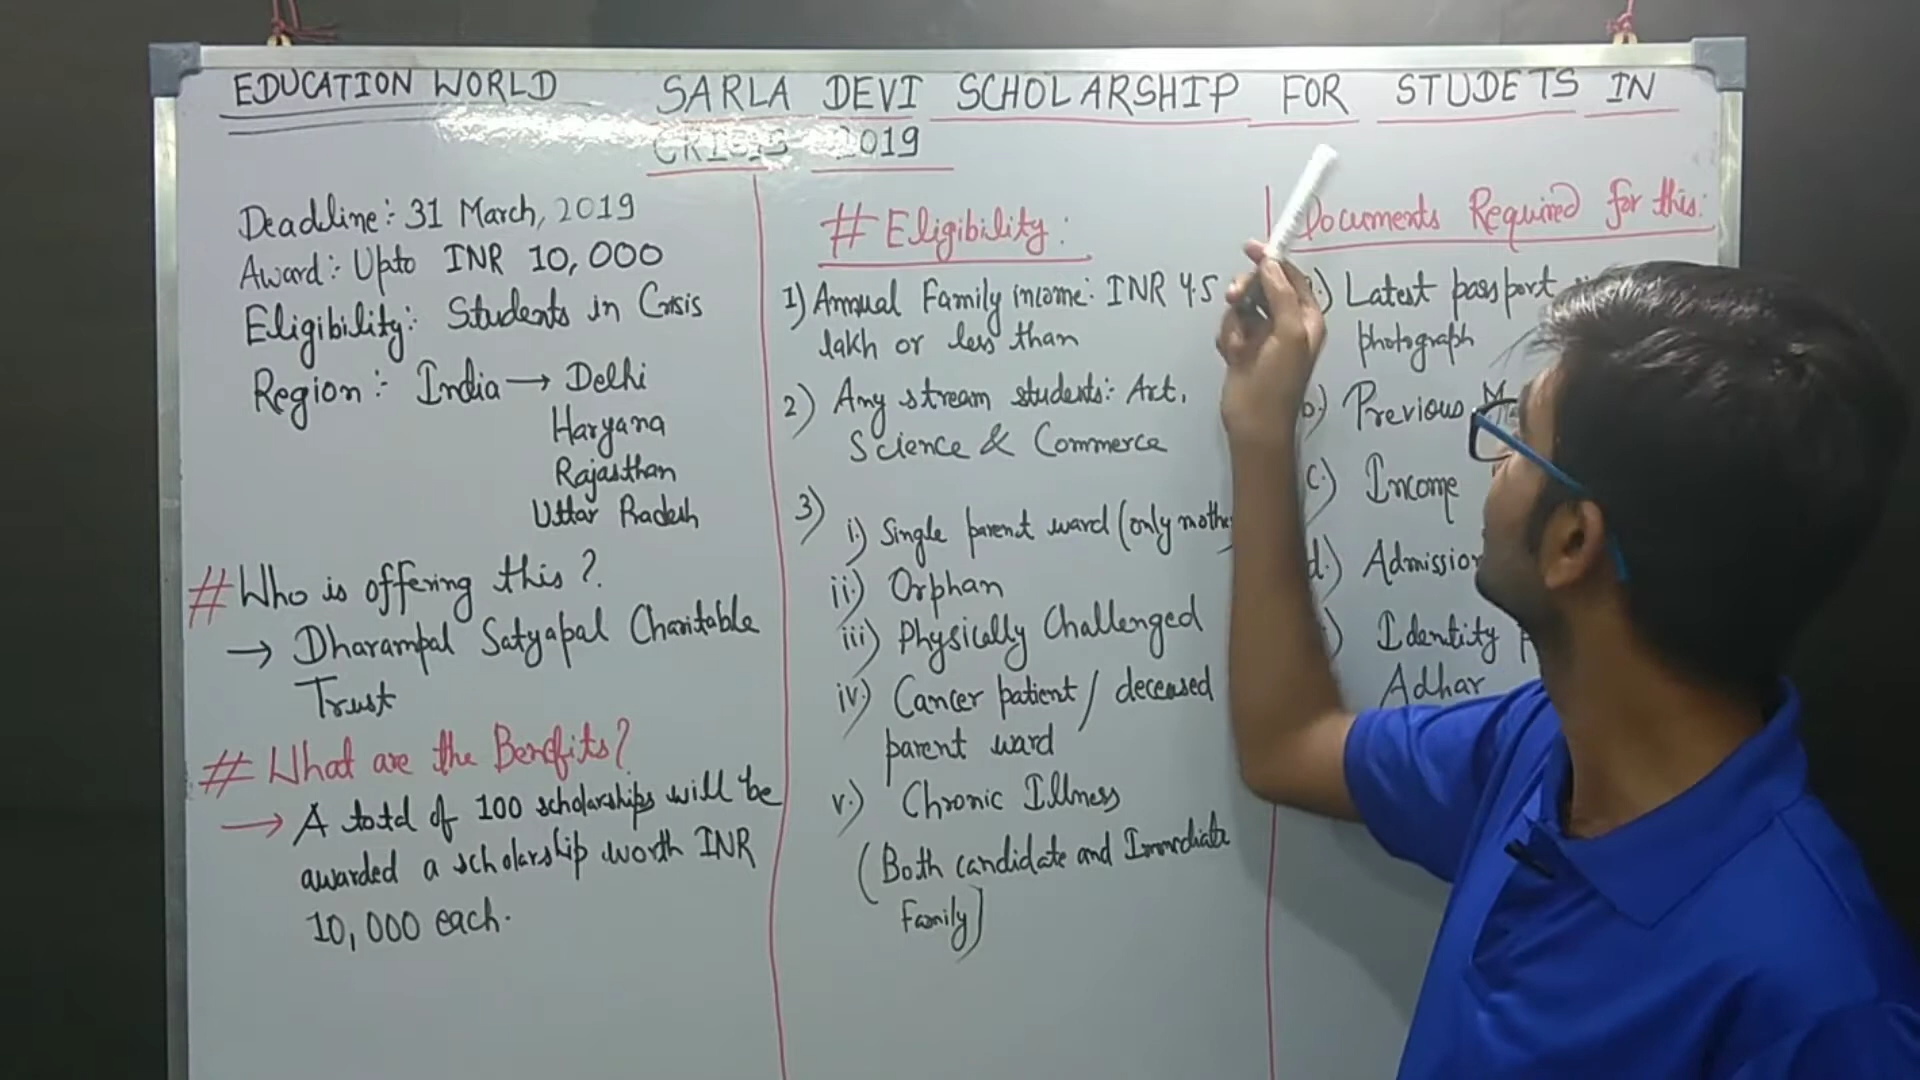 EDUCATION WORLD
SARLA DEVI SCHOLARSHIP FOR STUDETS IN
CRISIS 2019
Deadline:- 31 March, 2019
Award:- Upto INR 10,000
Eligibility:- Students in Crisis
Region:- India → Delhi
Haryana
Rajasthan
Uttar Pradesh
# Who is offering this?
→ Dharampal Satyapal Charitable
Trust
# What are the Benefits?
→ A total of 100 scholarships will be
awarded a scholarship worth INR
10,000 each.
# Eligibility:
1) Annual Family income: INR 4.5
lakh or less than
2) Any stream students:- Art,
Science & Commerce
3)
i.) Single parent ward (only mothe
ii.) Orphan
iii) Physically Challenged
iv.) Cancer patient / deceased
parent ward
v.) Chronic Illness
(Both candidate and Immediate
Family)
Documents Required for this:
Latest passport
photograph
b.) Previous
c.) Income
d.) Admission
Identity
Adhar